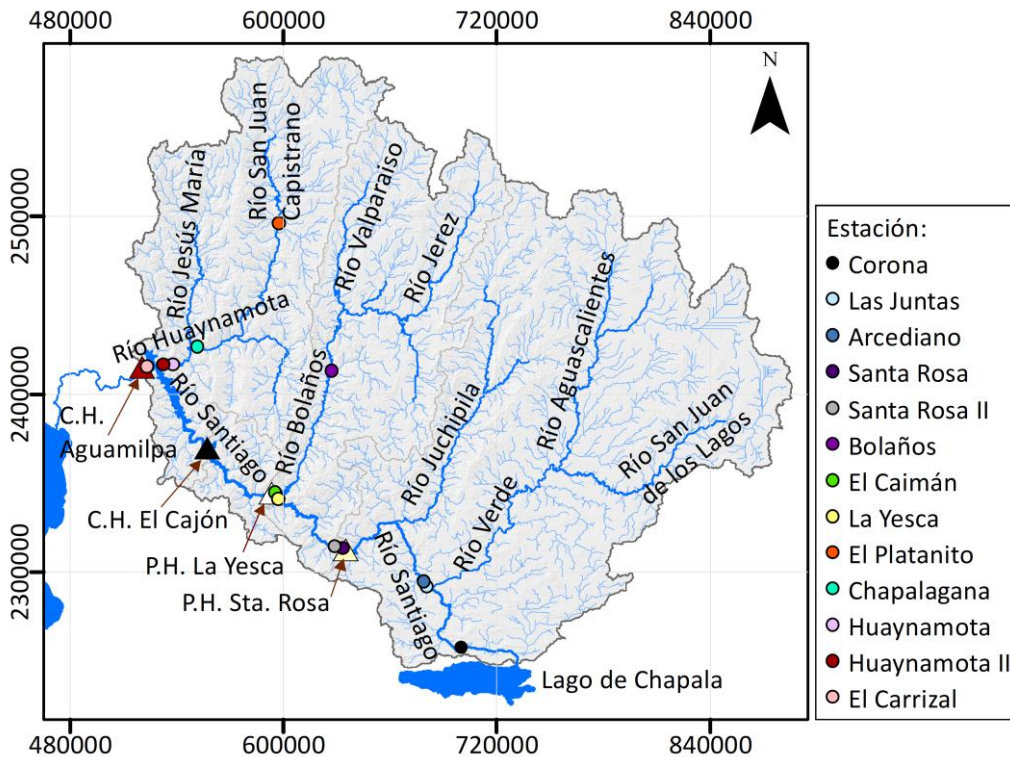 480000 600000 720000 840000
N
2500000
2400000
2300000
Río Jesús María
Río San Juan
Capistrano
Río Valparaiso
Río Jerez
Río Huaynamota
Río Aguascalientes
Río Santiago
Río Bolaños
Río Juchipila
Río San Juan
de los Lagos
Río Verde
Río Santiago
C.H.
Aguamilpa
C.H. El Cajón
P.H. La Yesca
P.H. Sta. Rosa
Lago de Chapala
Estación:
Corona
Las Juntas
Arcediano
Santa Rosa
Santa Rosa II
Bolaños
El Caimán
La Yesca
El Platanito
Chapalagana
Huaynamota
Huaynamota II
El Carrizal
480000 600000 720000 840000